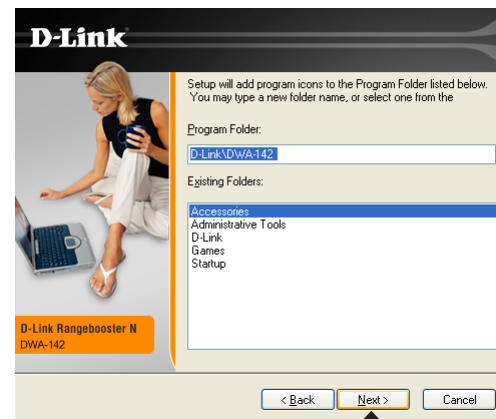 D-Link
Setup will add program icons to the Program Folder listed below.
You may type a new folder name, or select one from the
Program Folder:
D-Link\DWA-142
Existing Folders:
Accessories
Administrative Tools
D-Link
Games
Startup
D-Link Rangebooster N
DWA-142
< Back
Next >
Cancel